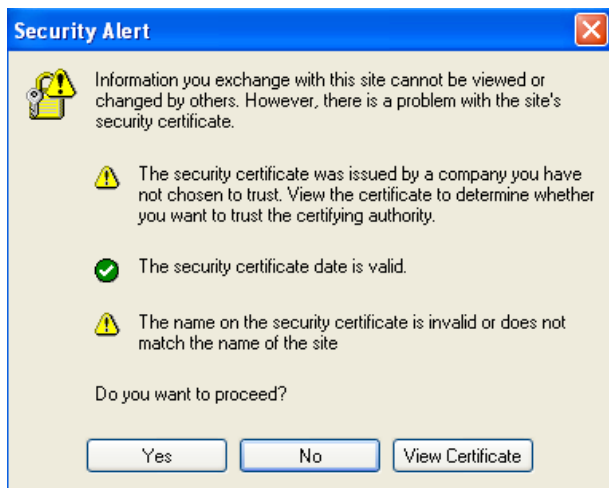 Security Alert
Information you exchange with this site cannot be viewed or
changed by others. However, there is a problem with the site's
security certificate.
The security certificate was issued by a company you have
not chosen to trust. View the certificate to determine whether
you want to trust the certifying authority.
The security certificate date is valid.
The name on the security certificate is invalid or does not
match the name of the site
Do you want to proceed?
Yes No View Certificate